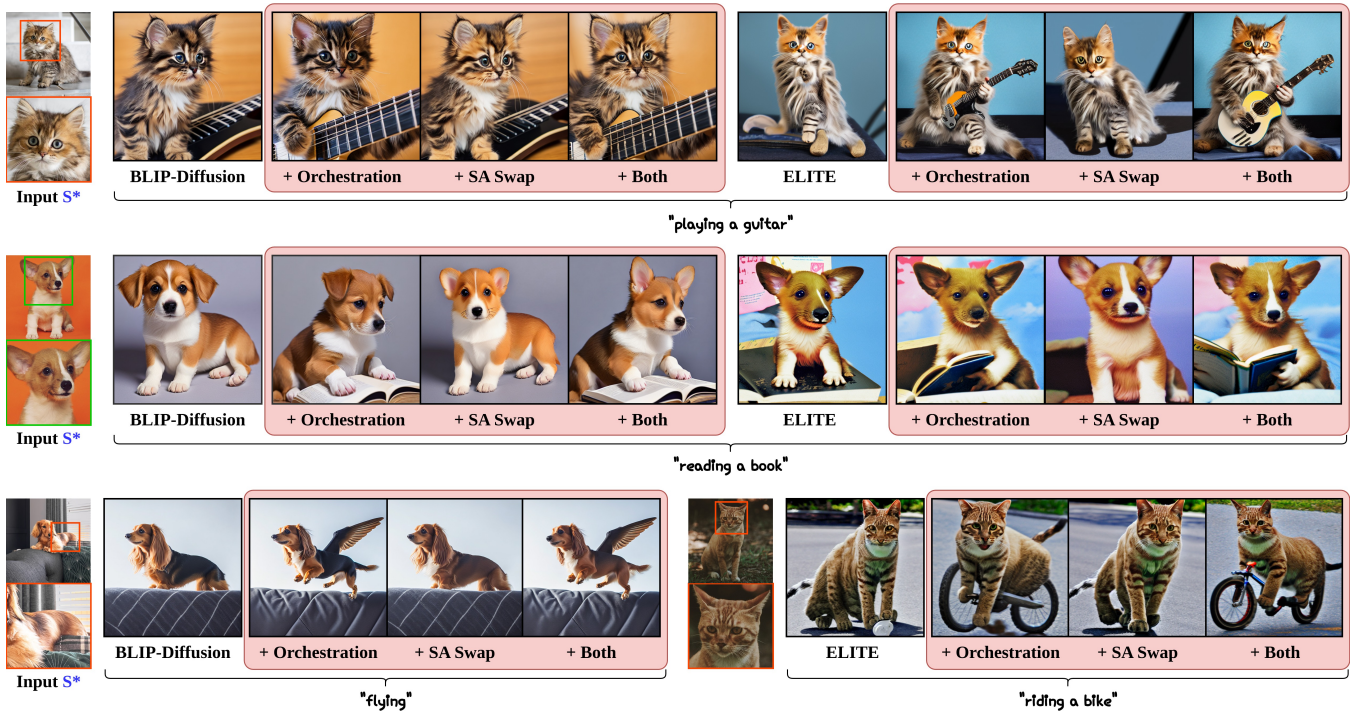 BLIP-Diffusion + Orchestration + SA Swap + Both ELITE + Orchestration + SA Swap + Both
Input S*
"playing a guitar"
BLIP-Diffusion + Orchestration + SA Swap + Both ELITE + Orchestration + SA Swap + Both
Input S*
"reading a book"
BLIP-Diffusion + Orchestration + SA Swap + Both ELITE + Orchestration + SA Swap + Both
Input S*
"flying" "riding a bike"